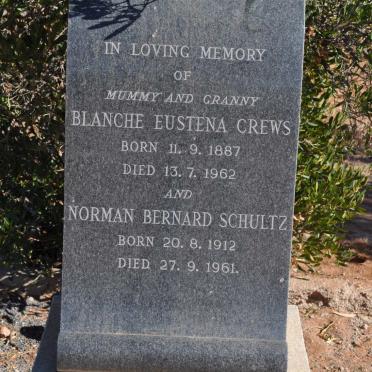 IN LOVING MEMORY
OF
MUMMY AND GRANNY
BLANCHE EUSTENA CREWS
BORN 11. 9. 1887
DIED 13. 7. 1962
AND
NORMAN BERNARD SCHULTZ
BORN 20. 8. 1912
DIED 27. 9. 1961.